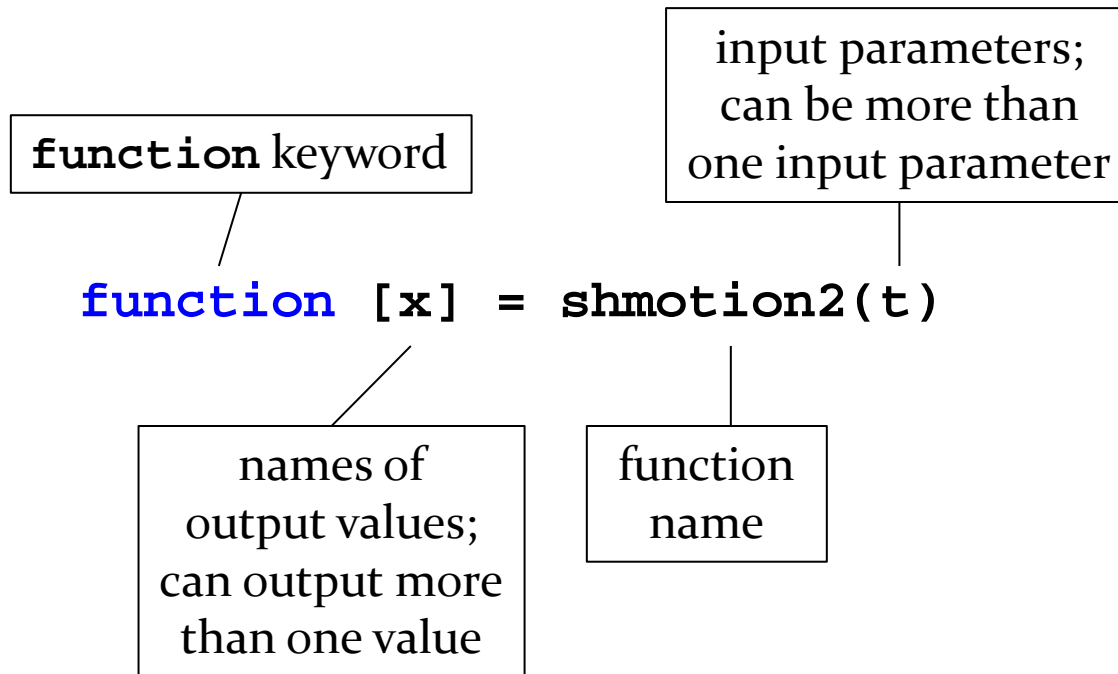 input parameters;
can be more than
one input parameter
function keyword
function [x] = shmotion2(t)
names of
output values;
can output more
than one value
function
name